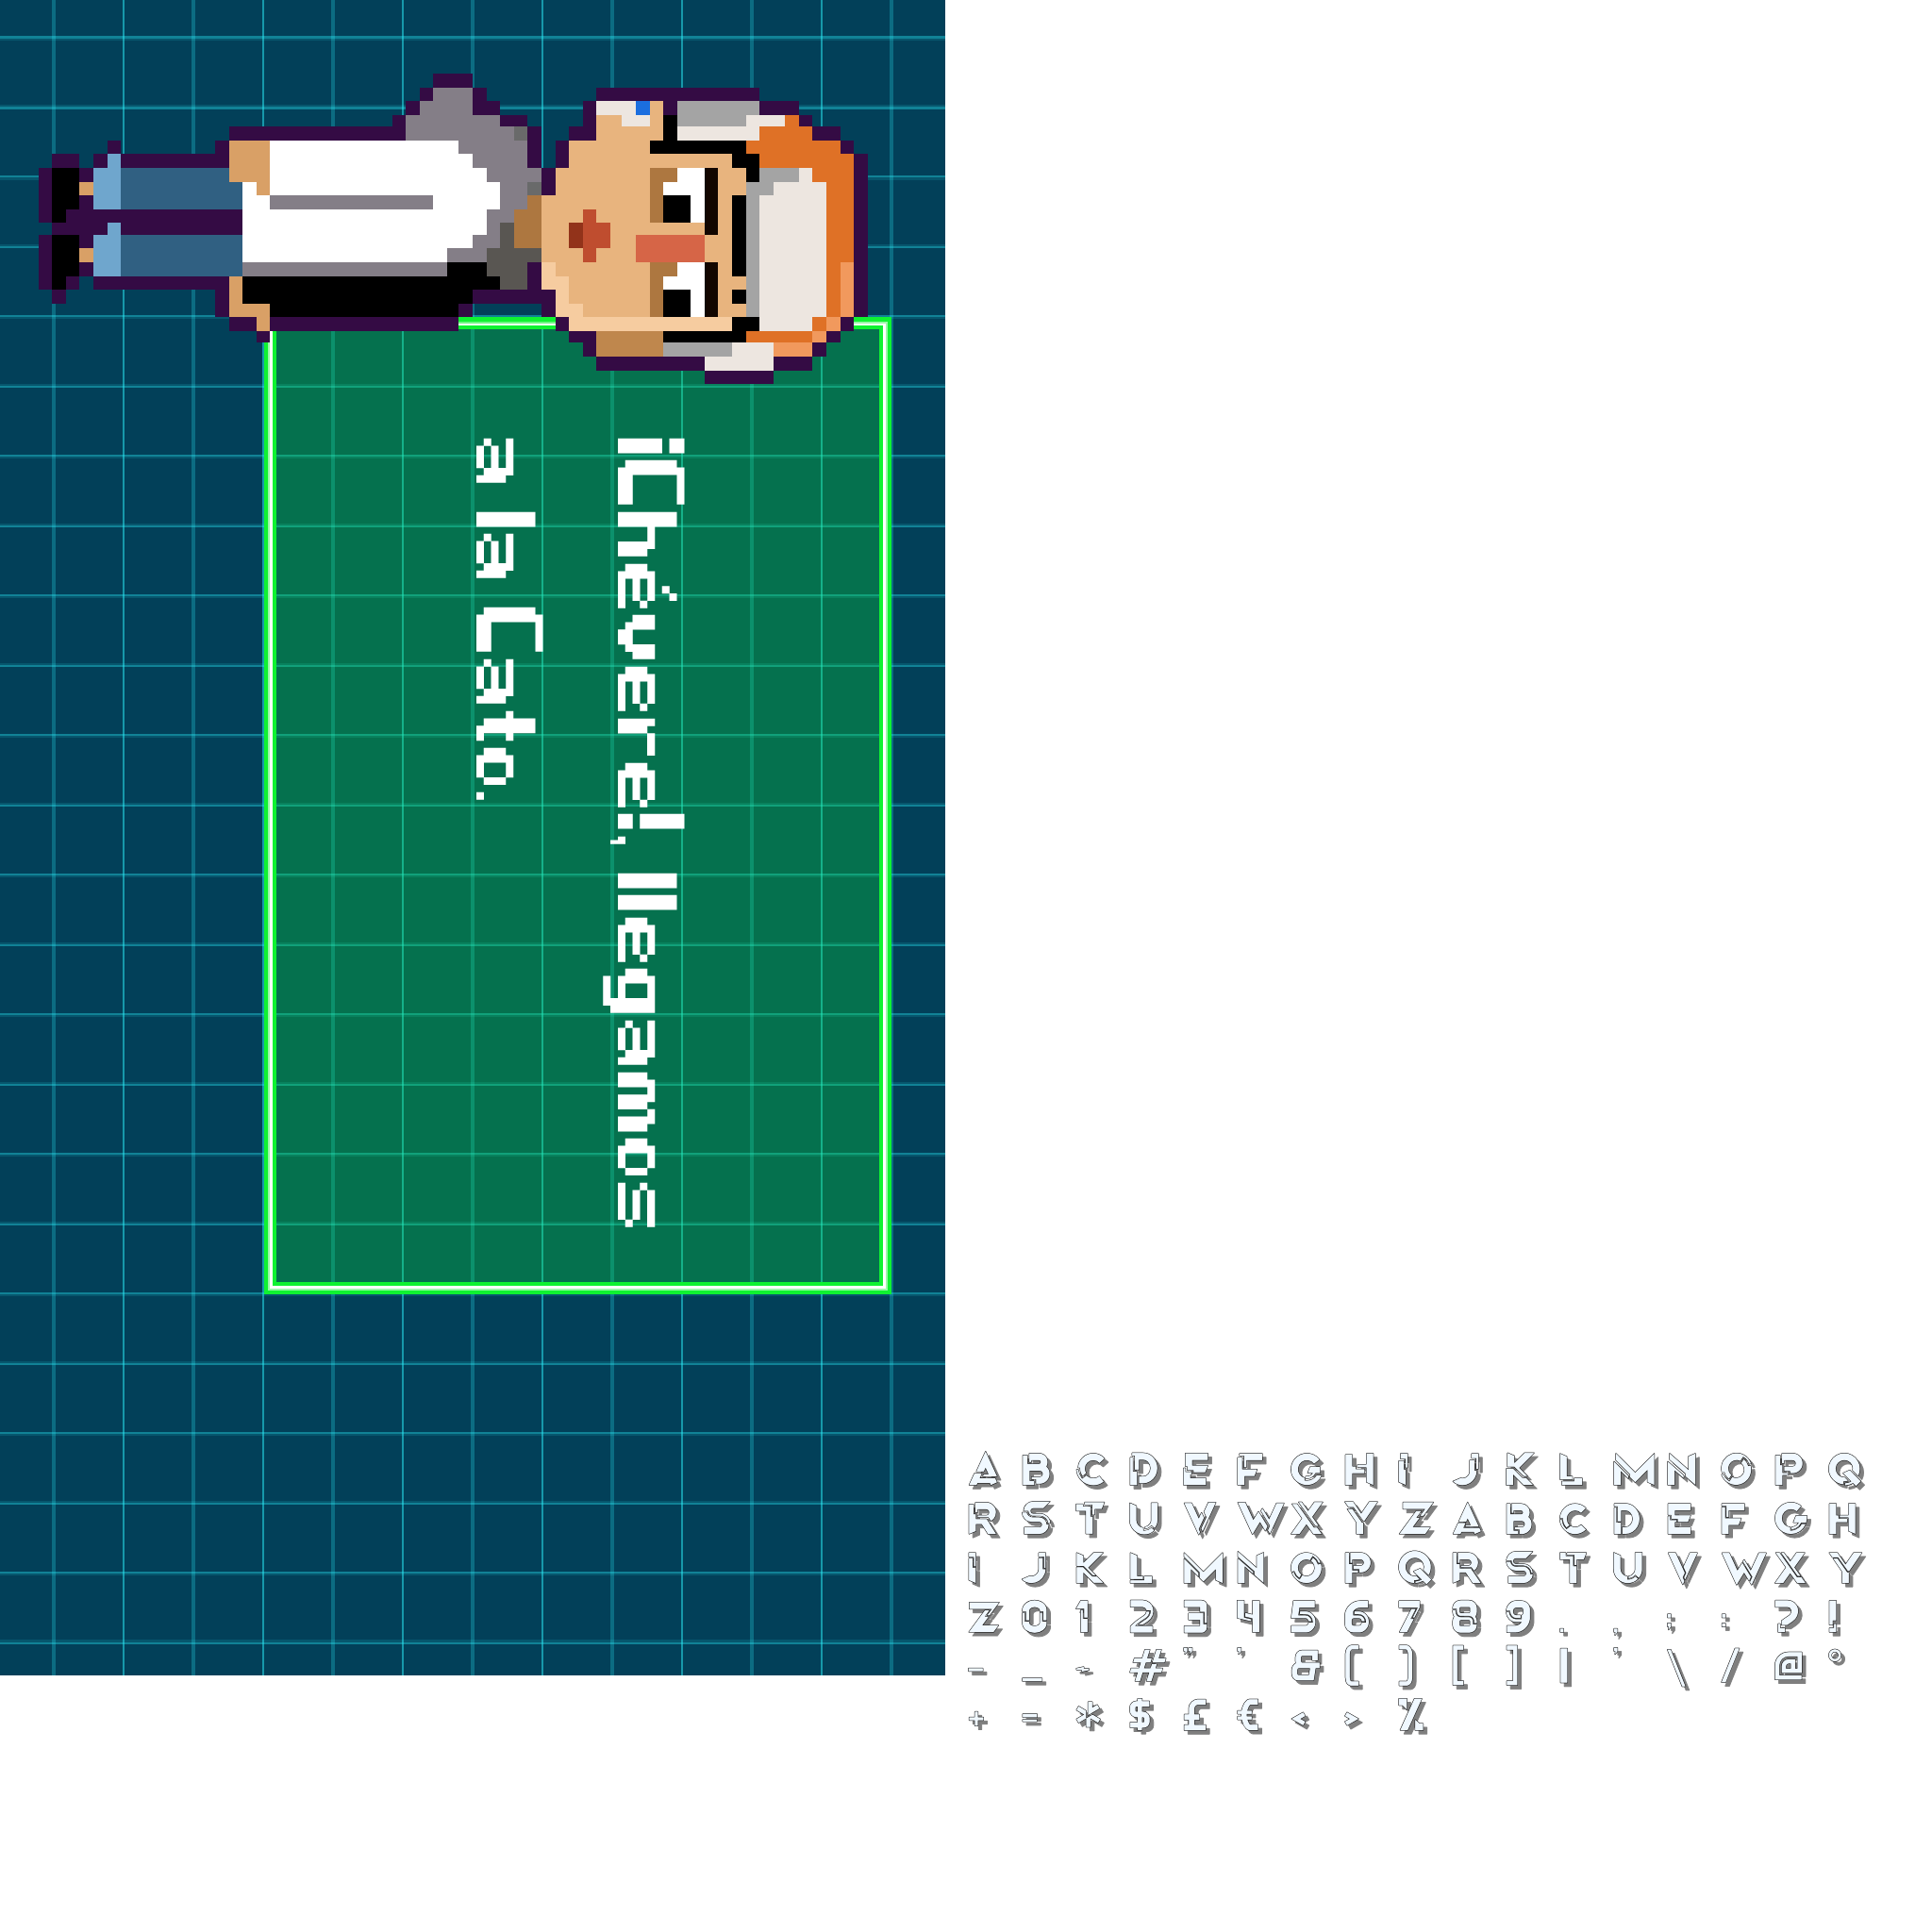 ¡Chévere!, llegamos
a la Cato.
A B C D E F G H I J K L M N O P Q
R S T U V W X Y Z A B C D E F G H
I J K L M N O P Q R S T U V W X Y
Z 0 1 2 3 4 5 6 7 8 9 . , ; : ? !
- _ ~ # " ' & ( ) [ ] | ` \ / @ °
+ = * $ £ € < > %